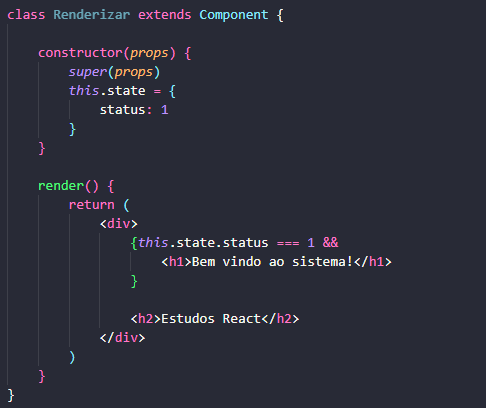 class Renderizar extends Component {
constructor(props) {
super(props)
this.state = {
status: 1
}
}
render() {
return (
<div>
{this.state.status === 1 &&
<h1>Bem vindo ao sistema!</h1>
}
<h2>Estudos React</h2>
</div>
)
}
}